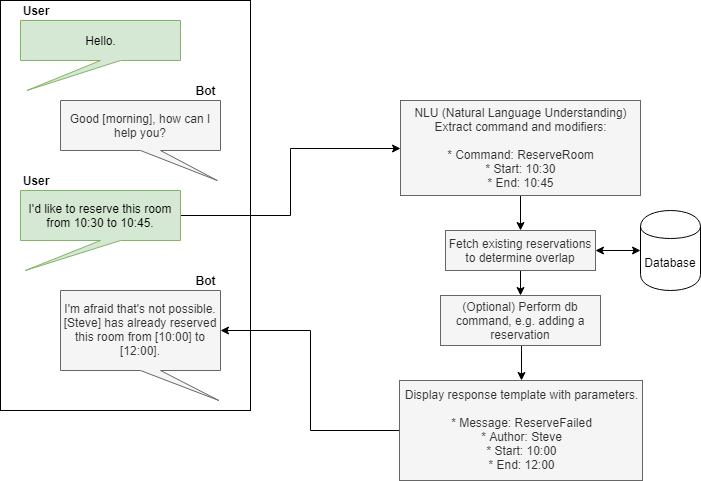 User
Hello.
Bot
Good [morning], how can I
help you?
User
I'd like to reserve this room
from 10:30 to 10:45.
Bot
I'm afraid that's not possible.
[Steve] has already reserved
this room from [10:00] to
[12:00].
NLU (Natural Language Understanding)
Extract command and modifiers:
* Command: ReserveRoom
* Start: 10:30
* End: 10:45
Fetch existing reservations
to determine overlap
Database
(Optional) Perform db
command, e.g. adding a
reservation
Display response template with parameters.
* Message: ReserveFailed
* Author: Steve
* Start: 10:00
* End: 12:00